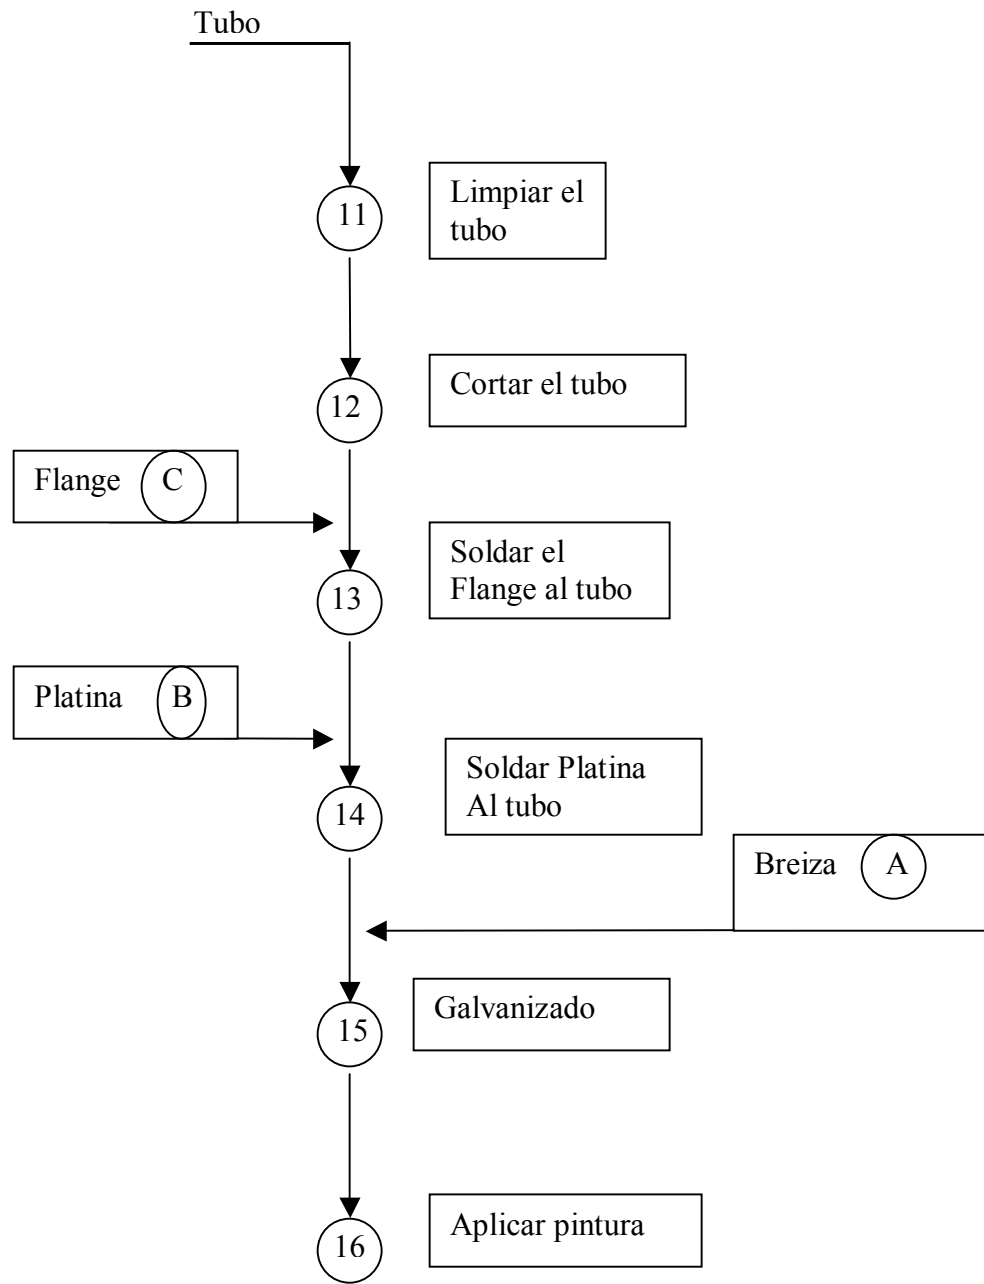 Tubo
11
Limpiar el
tubo
12
Cortar el tubo
Flange C
13
Soldar el
Flange al tubo
Platina B
14
Soldar Platina
Al tubo
Breiza A
15
Galvanizado
16
Aplicar pintura